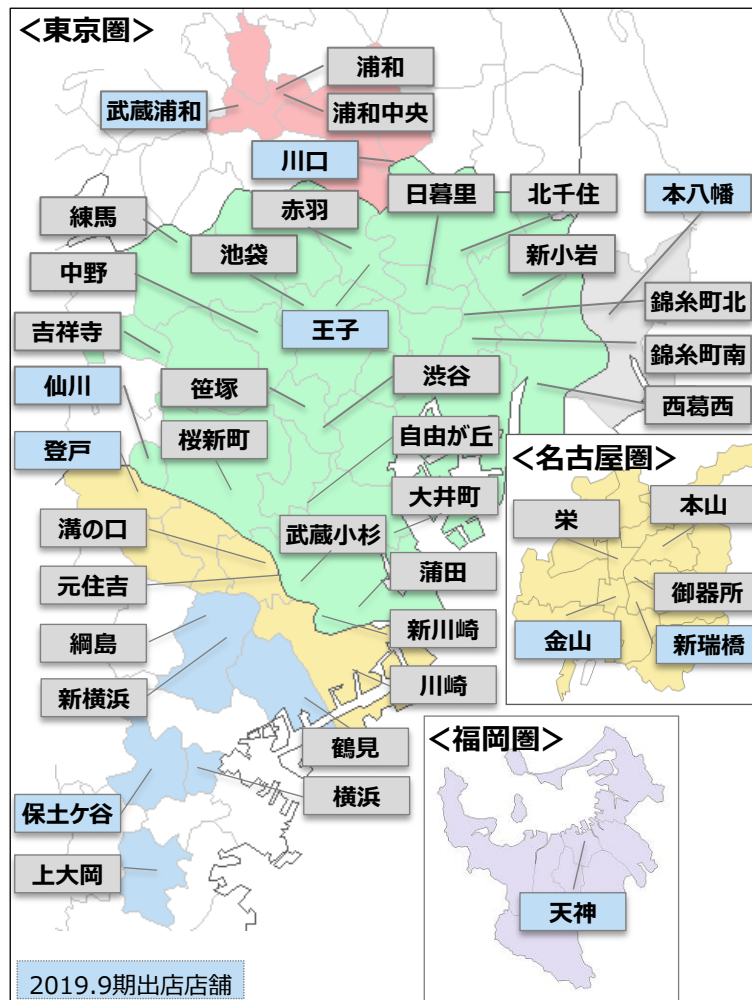 ＜東京圏＞
浦和
武蔵浦和
浦和中央
川口
日暮里
北千住
本八幡
練馬
赤羽
池袋
新小岩
中野
王子
錦糸町北
吉祥寺
錦糸町南
仙川
笹塚
渋谷
西葛西
登戸
桜新町
自由が丘
大井町
溝の口
武蔵小杉
元住吉
蒲田
綱島
新川崎
新横浜
川崎
鶴見
保土ケ谷
横浜
上大岡
＜名古屋圏＞
栄
本山
御器所
金山
新瑞橋
＜福岡圏＞
天神
2019.9期出店店舗